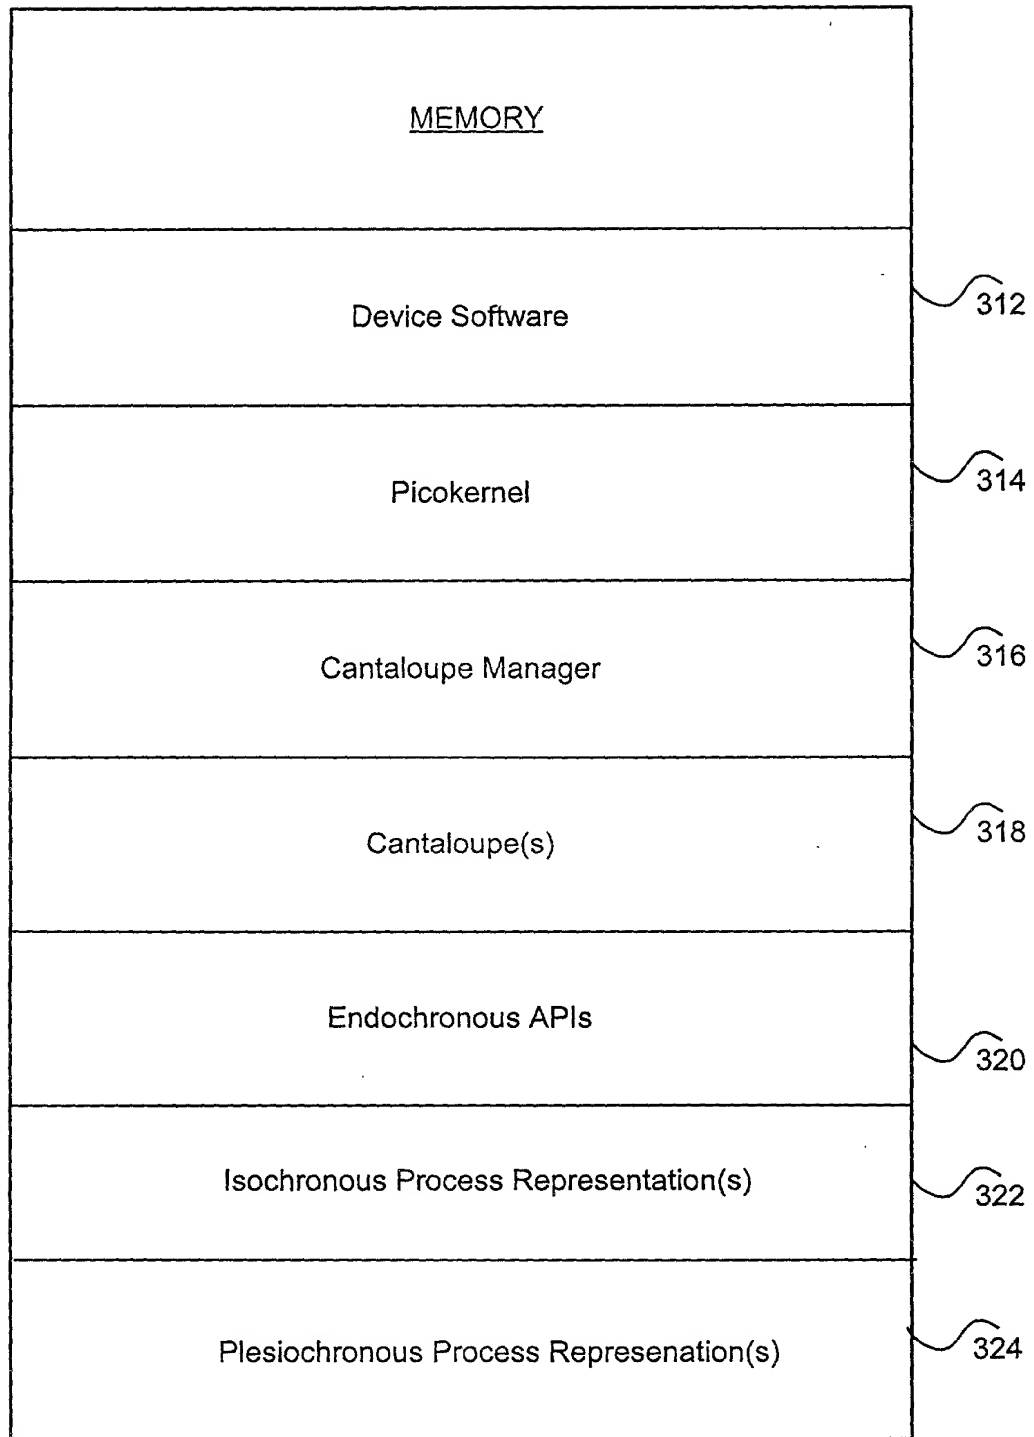 MEMORY
Device Software
312
Picokernel
314
Cantaloupe Manager
316
Cantaloupe(s)
318
Endochronous APIs
320
Isochronous Process Representation(s)
322
Plesiochronous Process Represenation(s)
324